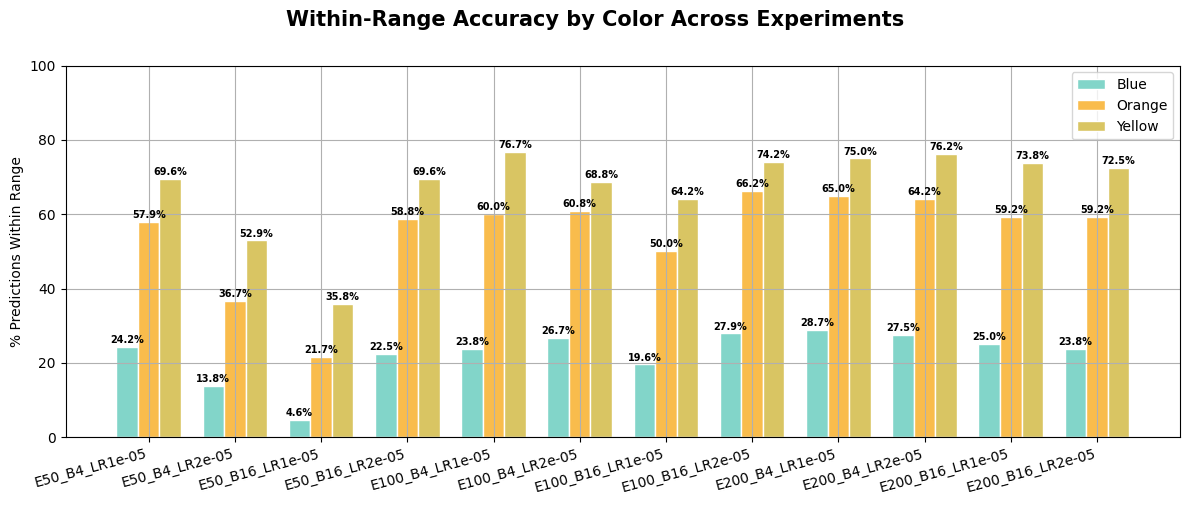 Within-Range Accuracy by Color Across Experiments
% Predictions Within Range
100
80
60
40
20
0
Blue
Orange
Yellow
24.2% 57.9% 69.6%
13.8% 36.7% 52.9%
4.6% 21.7% 35.8%
22.5% 58.8% 69.6%
23.8% 60.0% 76.7%
26.7% 60.8% 68.8%
19.6% 50.0% 64.2%
27.9% 66.2% 74.2%
28.7% 65.0% 75.0%
27.5% 64.2% 76.2%
25.0% 59.2% 73.8%
23.8% 59.2% 72.5%
E50_B4_LR1e-05
E50_B4_LR2e-05
E50_B16_LR1e-05
E50_B16_LR2e-05
E100_B4_LR1e-05
E100_B4_LR2e-05
E100_B16_LR1e-05
E100_B16_LR2e-05
E200_B4_LR1e-05
E200_B4_LR2e-05
E200_B16_LR1e-05
E200_B16_LR2e-05